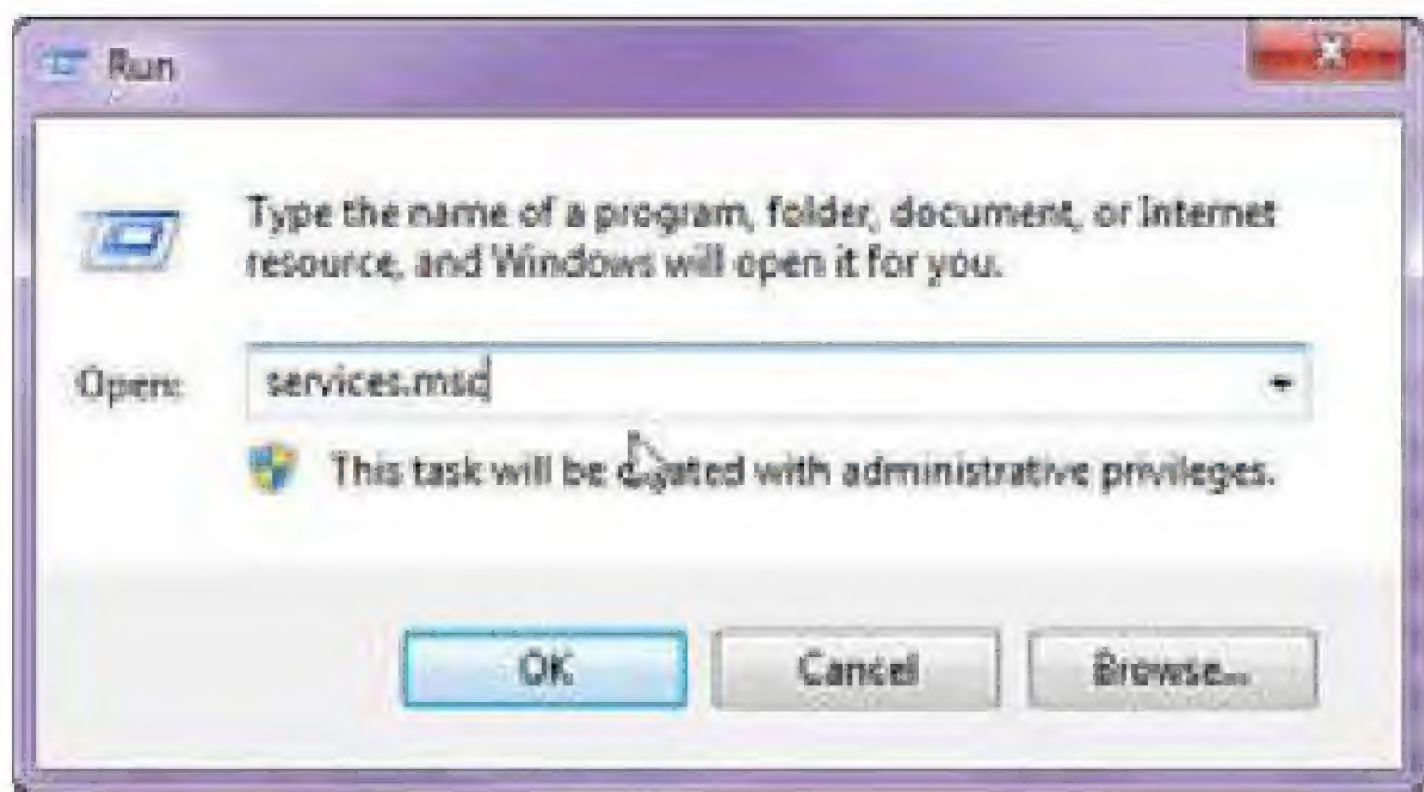 Run
Type the name of a program, folder, document, or Internet
resource, and Windows will open it for you.
Open:
services.msc
This task will be created with administrative privileges.
OK
Cancel
Browse...